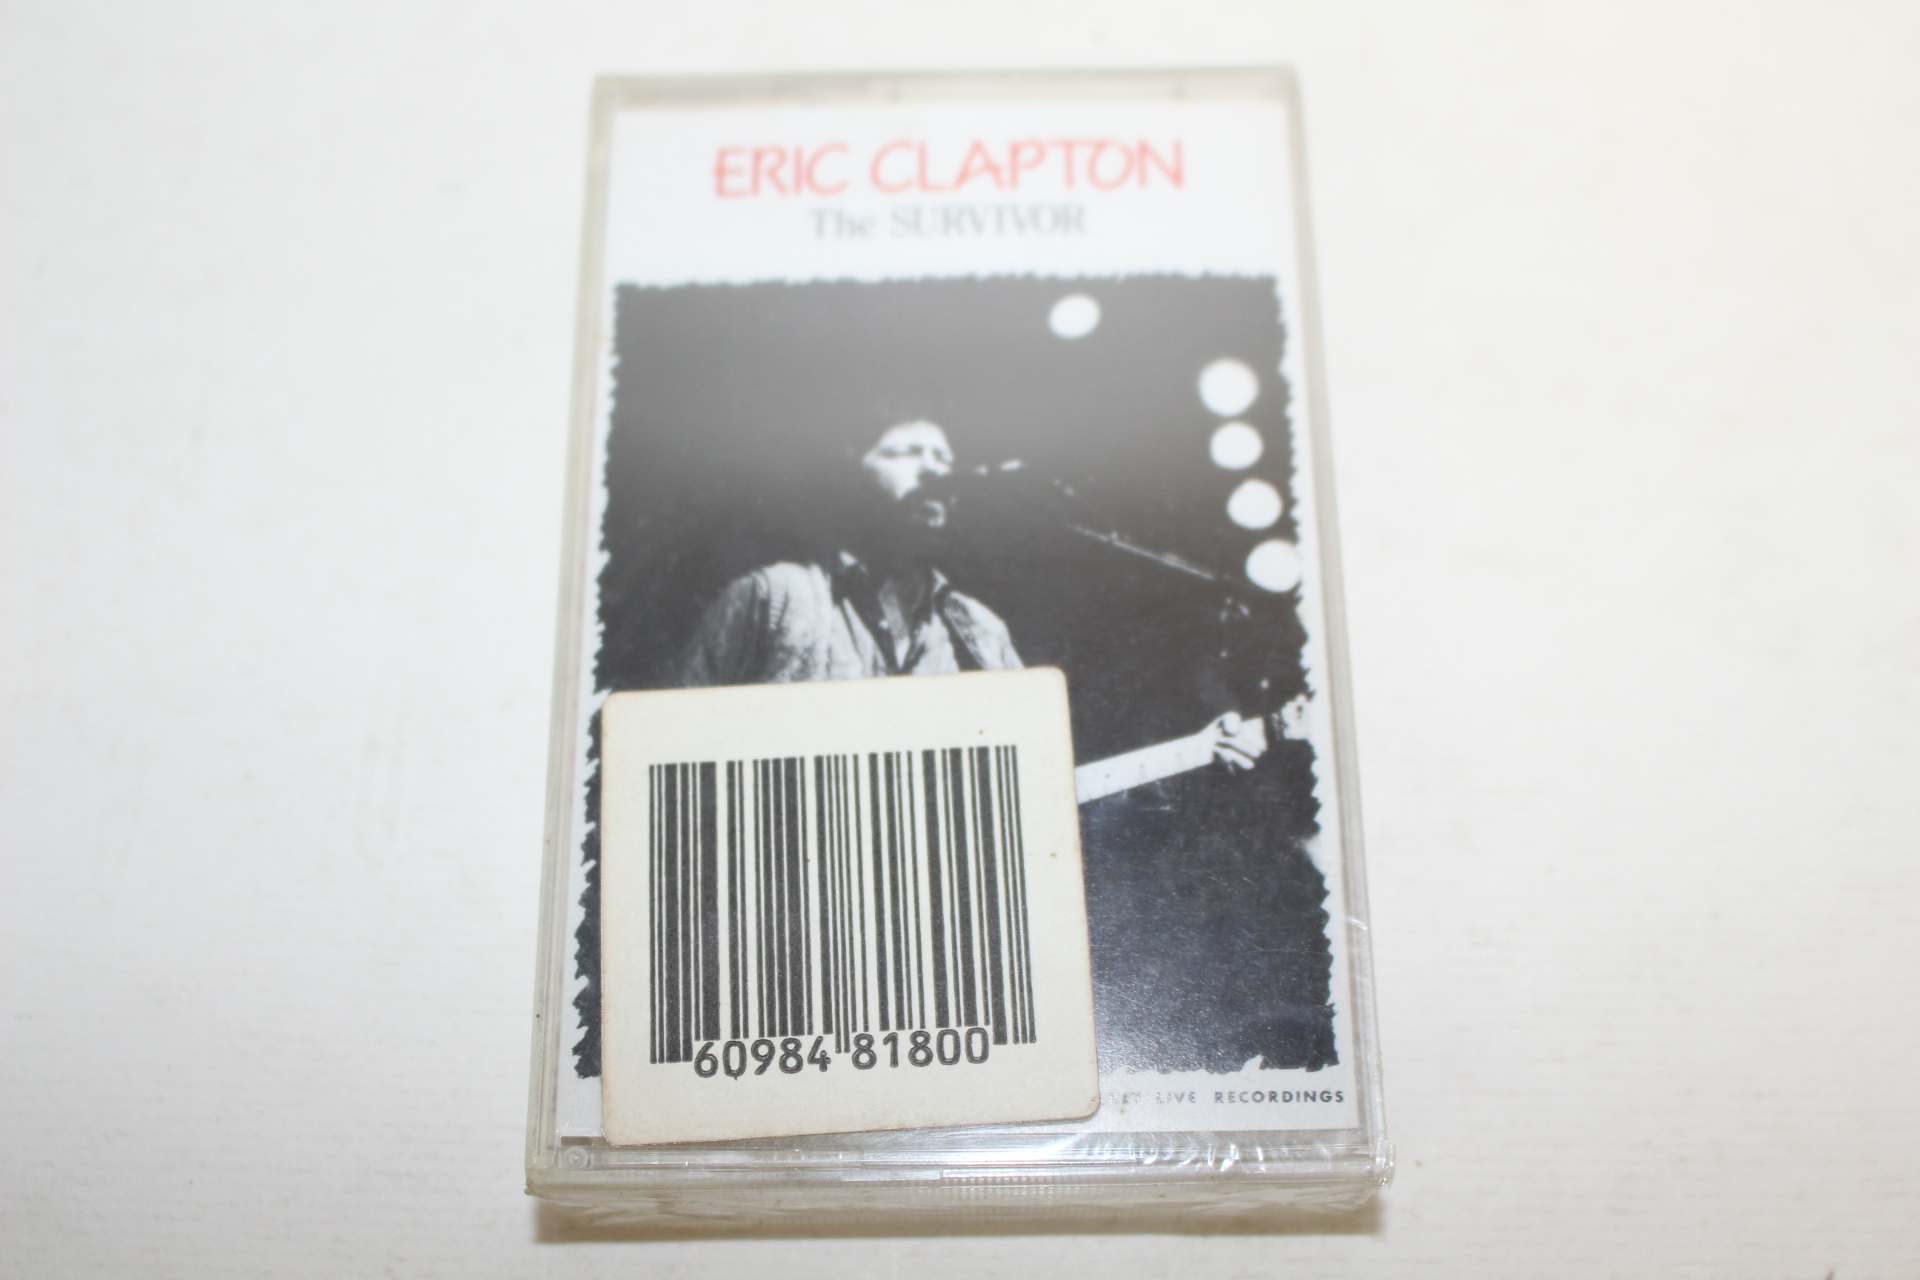 ERIC CLAPTON
The SURVIVOR
60984 81800
LIVE RECORDINGS